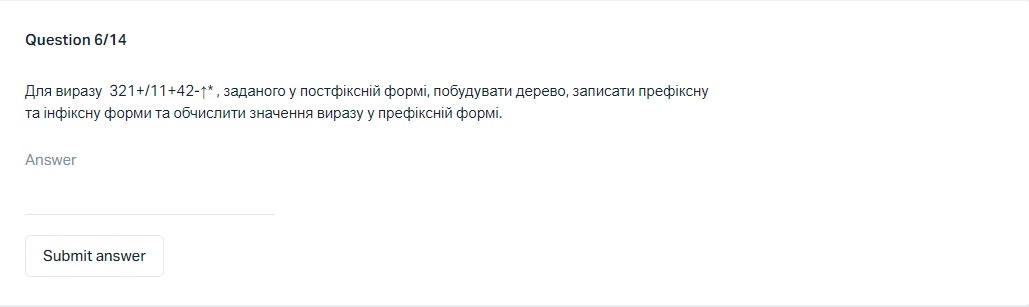 Question 6/14
Для виразу 321+/11+42-↑* , заданого у постфіксній формі, побудувати дерево, записати префіксну
та інфіксну форми та обчислити значення виразу у префіксній формі.
Answer
Submit answer